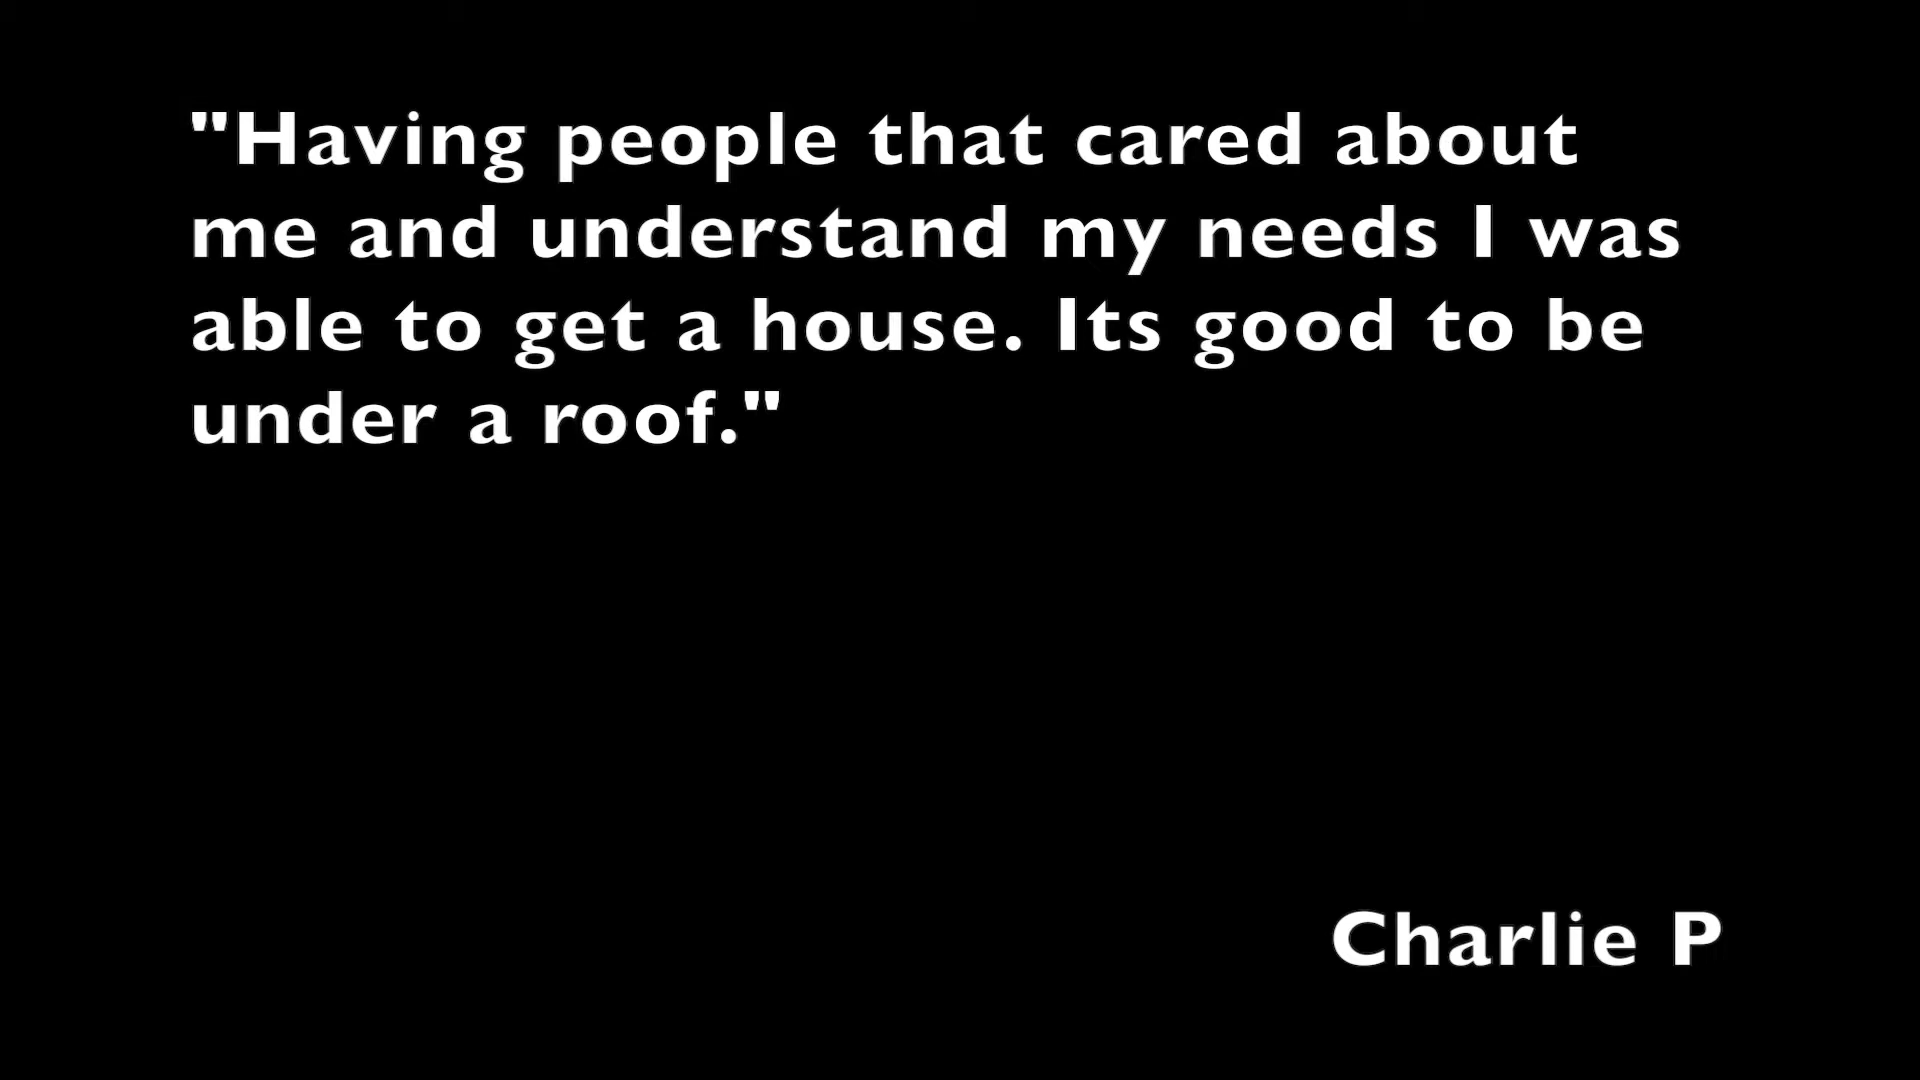 "Having people that cared about
me and understand my needs I was
able to get a house. Its good to be
under a roof."
Charlie P